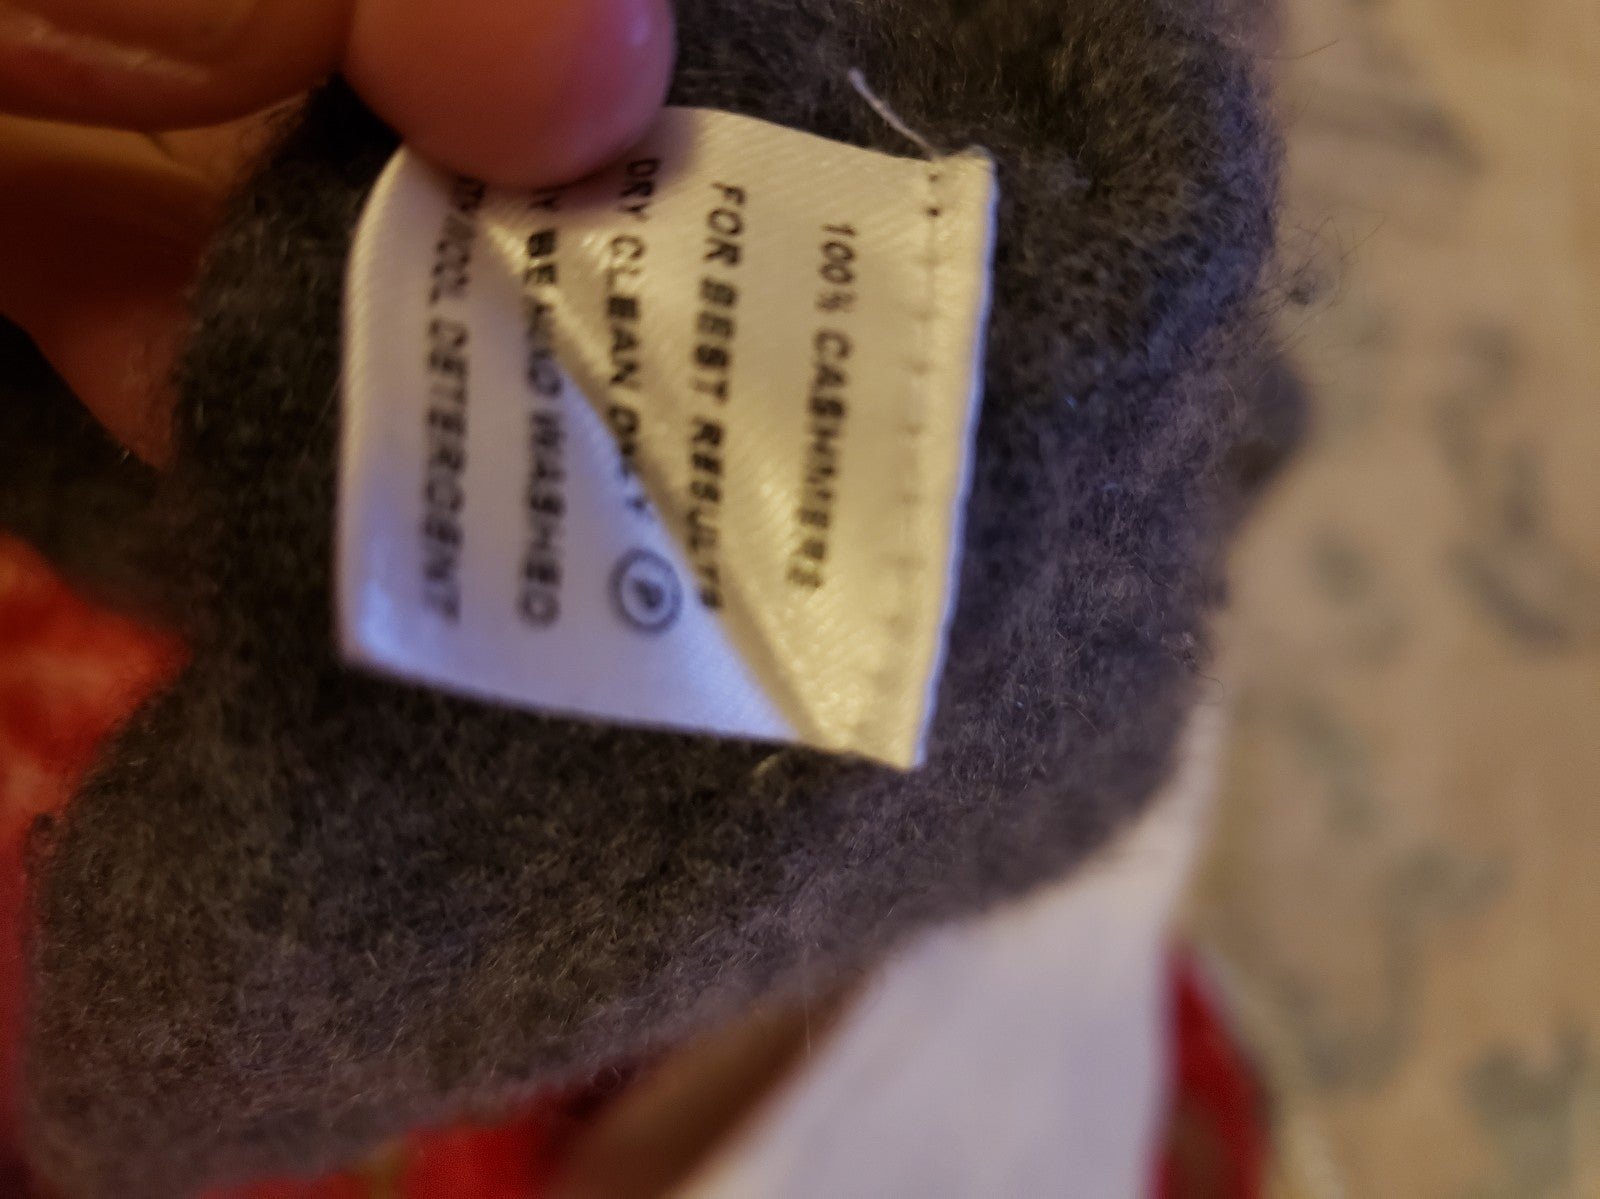 100% CASHMERE
FOR BEST RESULTS
DRY CLEAN ONLY Ⓟ
BE HAND WASHED
DETERGENT